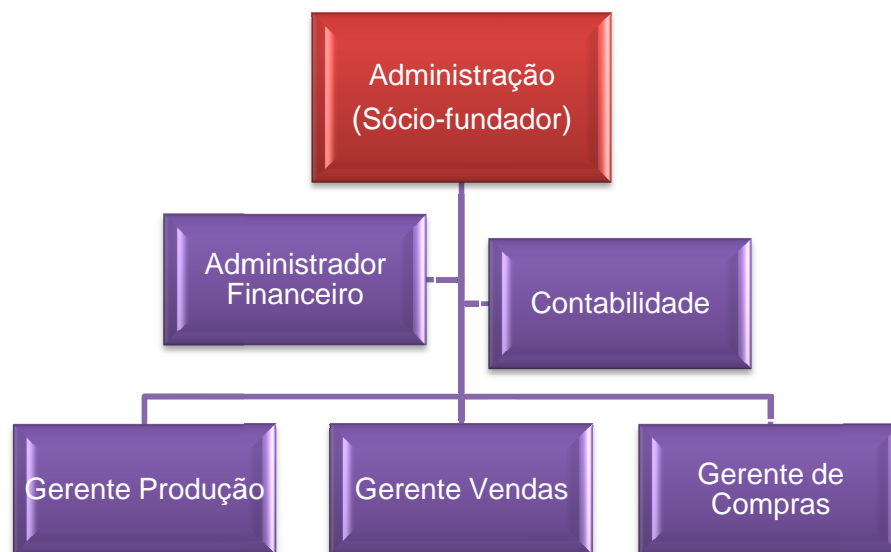 Administração
(Sócio-fundador)
Administrador
Financeiro
Contabilidade
Gerente Produção
Gerente Vendas
Gerente de
Compras